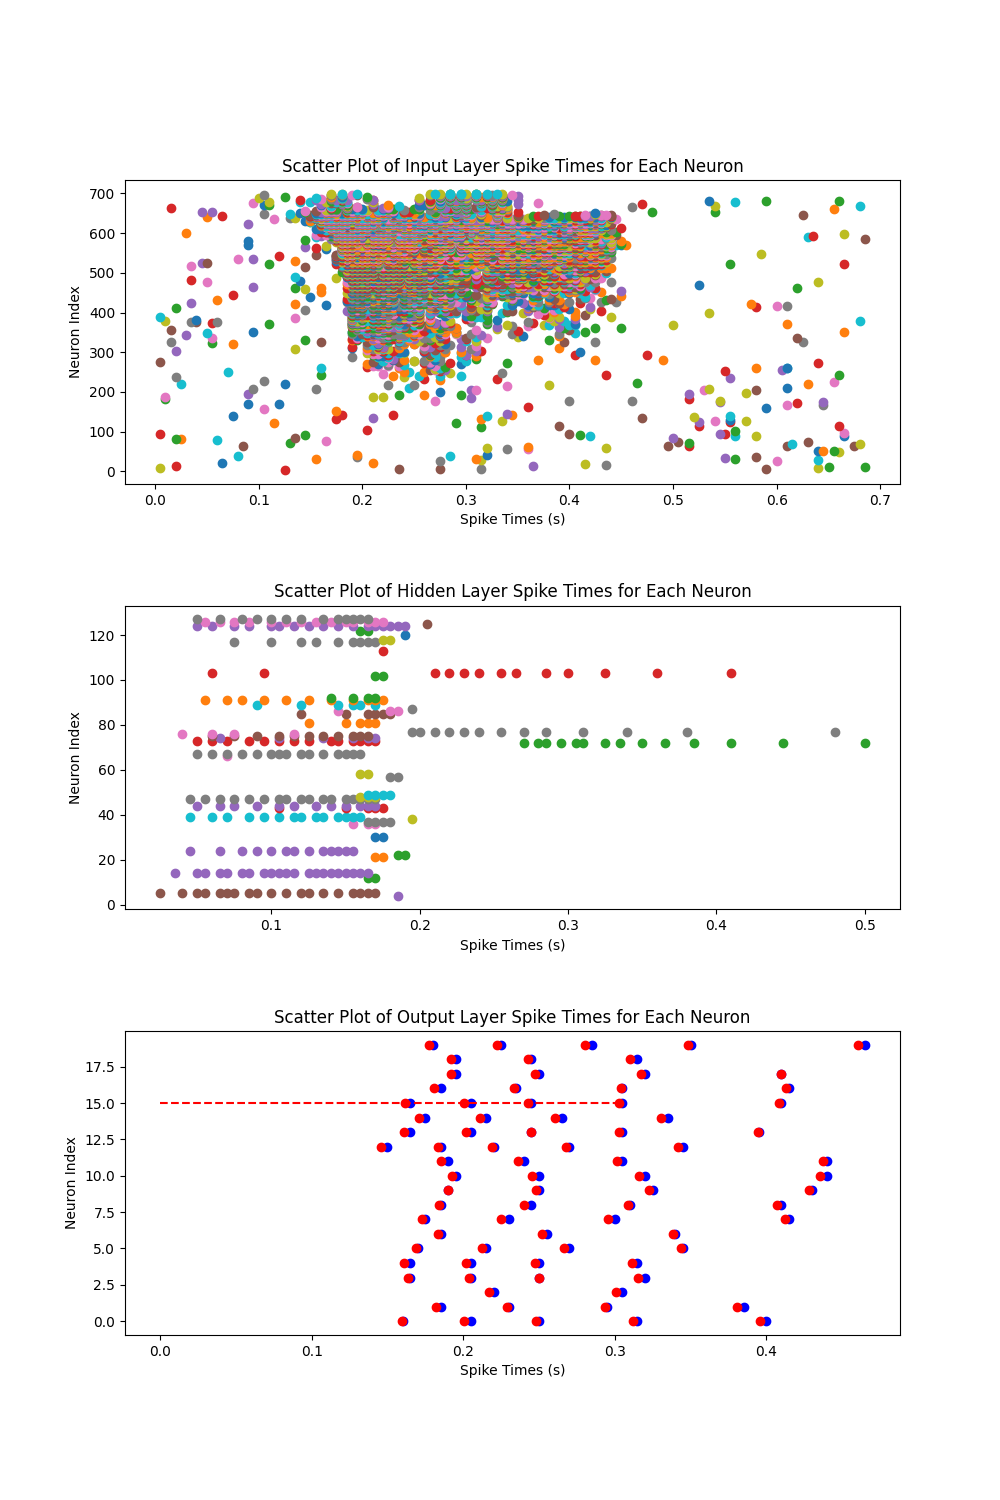 Scatter Plot of Input Layer Spike Times for Each Neuron
700
600
500
400
300
200
100
0
Neuron Index
0.0 0.1 0.2 0.3 0.4 0.5 0.6 0.7
Spike Times (s)
Scatter Plot of Hidden Layer Spike Times for Each Neuron
120
100
80
60
40
20
0
Neuron Index
0.1 0.2 0.3 0.4 0.5
Spike Times (s)
Scatter Plot of Output Layer Spike Times for Each Neuron
17.5
15.0
12.5
10.0
7.5
5.0
2.5
0.0
Neuron Index
0.0 0.1 0.2 0.3 0.4
Spike Times (s)